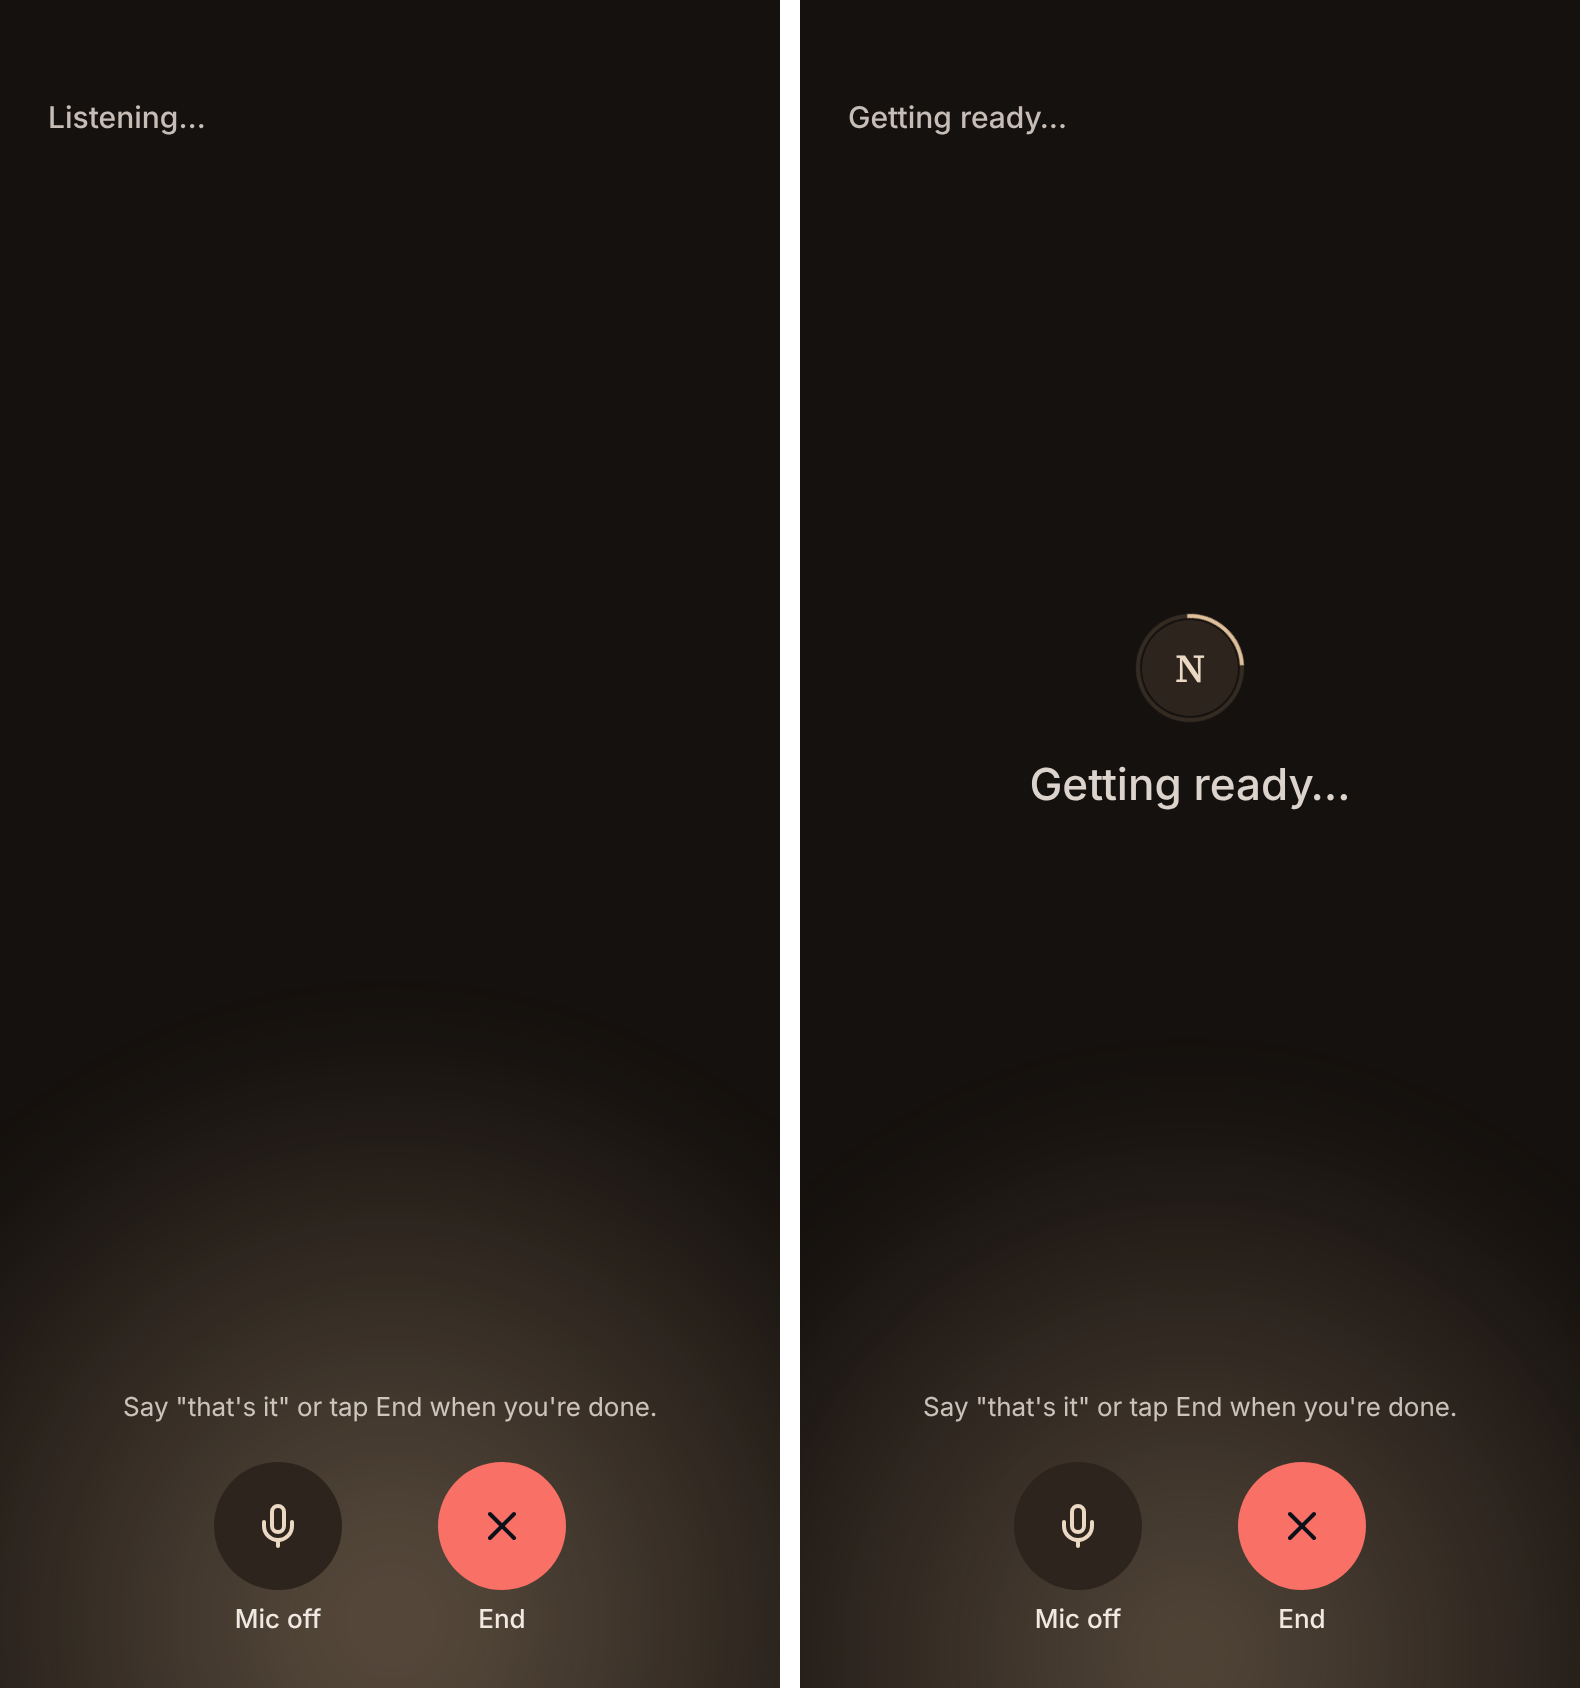 Listening...
Say "that's it" or tap End when you're done.
Mic off
End
Getting ready...
N
Getting ready...
Say "that's it" or tap End when you're done.
Mic off
End